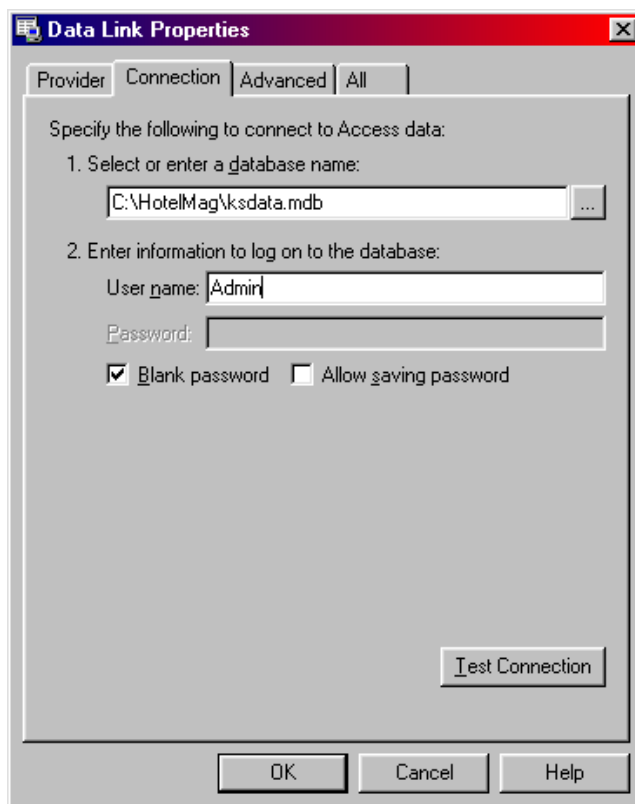 Data Link Properties
Provider Connection Advanced All
Specify the following to connect to Access data:
1. Select or enter a database name:
C:\HotelMag\ksdata.mdb ...
2. Enter information to log on to the database:
User name: Admin
Password:
Blank password Allow saving password
Test Connection
OK Cancel Help